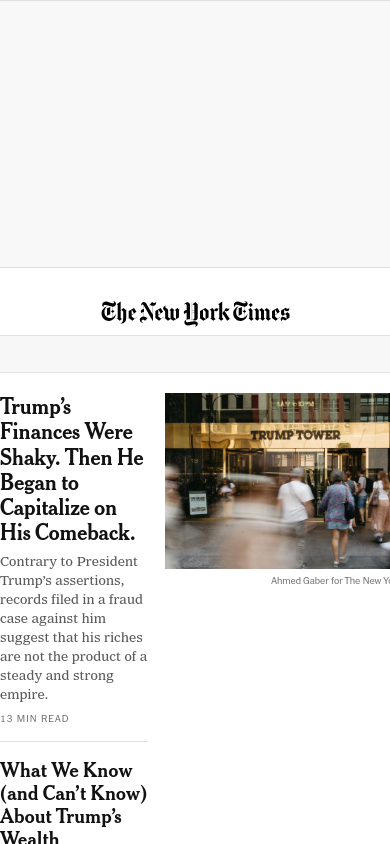 The New York Times
Trump’s
Finances Were
Shaky. Then He
Began to
Capitalize on
His Comeback.
Contrary to President
Trump’s assertions,
records filed in a fraud
case against him
suggest that his riches
are not the product of a
steady and strong
empire.
13 MIN READ
TRUMP TOWER
Ahmed Gaber for The New Yo
What We Know
(and Can’t Know)
About Trump’s
Wealth